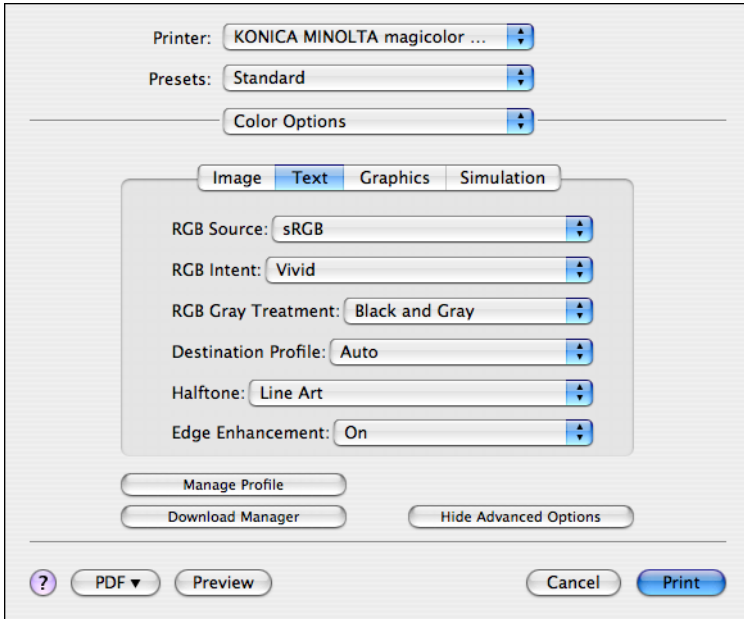 Printer: KONICA MINOLTA magicolor ...
Presets: Standard
Color Options
Image Text Graphics Simulation
RGB Source: sRGB
RGB Intent: Vivid
RGB Gray Treatment: Black and Gray
Destination Profile: Auto
Halftone: Line Art
Edge Enhancement: On
Manage Profile
Download Manager Hide Advanced Options
? PDF ▼ Preview Cancel Print